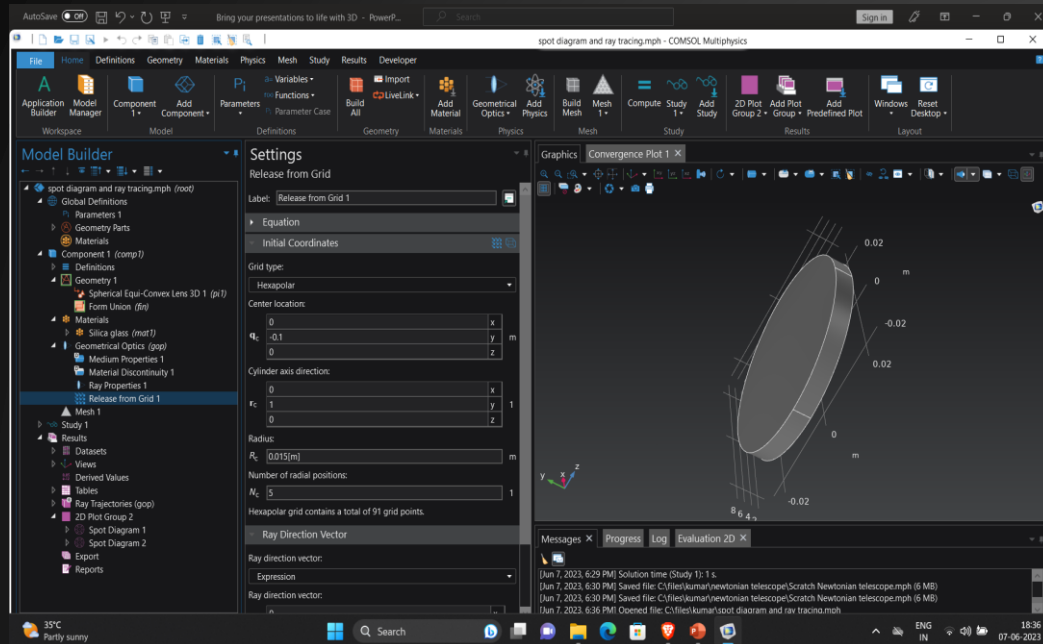 AutoSave Off Bring your presentations to life with 3D - PowerP... Search Sign in
spot diagram and ray tracing.mph - COMSOL Multiphysics
File Home Definitions Geometry Materials Physics Mesh Study Results Developer
Application Builder Model Manager Component 1 Add Component Parameters Variables Functions Parameter Case Build All Import LiveLink Add Material Geometrical Optics Add Physics Build Mesh Mesh 1 Compute Study 1 Add Study 2D Plot Group 2 Add Plot Group Add Predefined Plot Windows Reset Desktop
Workspace Model Definitions Geometry Materials Physics Mesh Study Results Layout
Model Builder
spot diagram and ray tracing.mph (root)
Global Definitions
Parameters 1
Geometry Parts
Materials
Component 1 (comp1)
Definitions
Geometry 1
Spherical Equi-Convex Lens 3D 1 (pi1)
Form Union (fin)
Materials
Silica glass (mat1)
Geometrical Optics (gop)
Medium Properties 1
Material Discontinuity 1
Ray Properties 1
Release from Grid 1
Mesh 1
Study 1
Results
Datasets
Views
Derived Values
Tables
Ray Trajectories (gop)
2D Plot Group 2
Spot Diagram 1
Spot Diagram 2
Export
Reports
Settings
Release from Grid
Label: Release from Grid 1
Equation
Initial Coordinates
Grid type:
Hexapolar
Center location:
0 x
qc -0.1 y m
0 z
Cylinder axis direction:
0 x
rc 1 y 1
0 z
Radius:
Rc 0.015[m] m
Number of radial positions:
Nc 5 1
Hexapolar grid contains a total of 91 grid points.
Ray Direction Vector
Ray direction vector:
Expression
Ray direction vector:
Graphics Convergence Plot 1
0.02
m
0
-0.02
0.02
0
m
-0.02
8 6 4
y x z
Messages Progress Log Evaluation 2D
[Jun 7, 2023, 6:29 PM] Solution time (Study 1): 1 s.
[Jun 7, 2023, 6:30 PM] Saved file: C:\files\kumar\newtonian telescope\Scratch Newtonian telescope.mph (6 MB)
[Jun 7, 2023, 6:30 PM] Saved file: C:\files\kumar\newtonian telescope\Scratch Newtonian telescope.mph (6 MB)
[Jun 7, 2023, 6:36 PM] Opened file: C:\files\kumar\spot diagram and ray tracing.mph
35°C
Partly sunny
Search
ENG
IN
18:36
07-06-2023